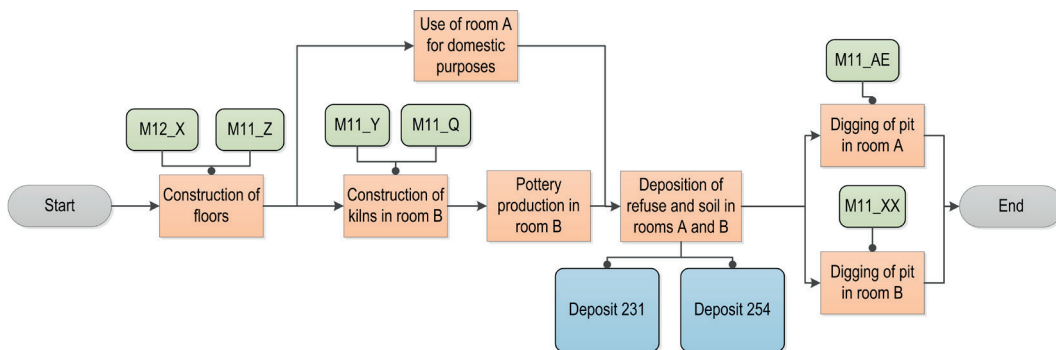 Use of room A
for domestic
purposes
M11_AE
M12_X
M11_Z
M11_Y
M11_Q
Digging of pit
in room A
Start
Construction of
floors
Construction of
kilns in room B
Pottery
production in
room B
Deposition of
refuse and soil in
rooms A and B
M11_XX
End
Digging of pit
in room B
Deposit 231
Deposit 254